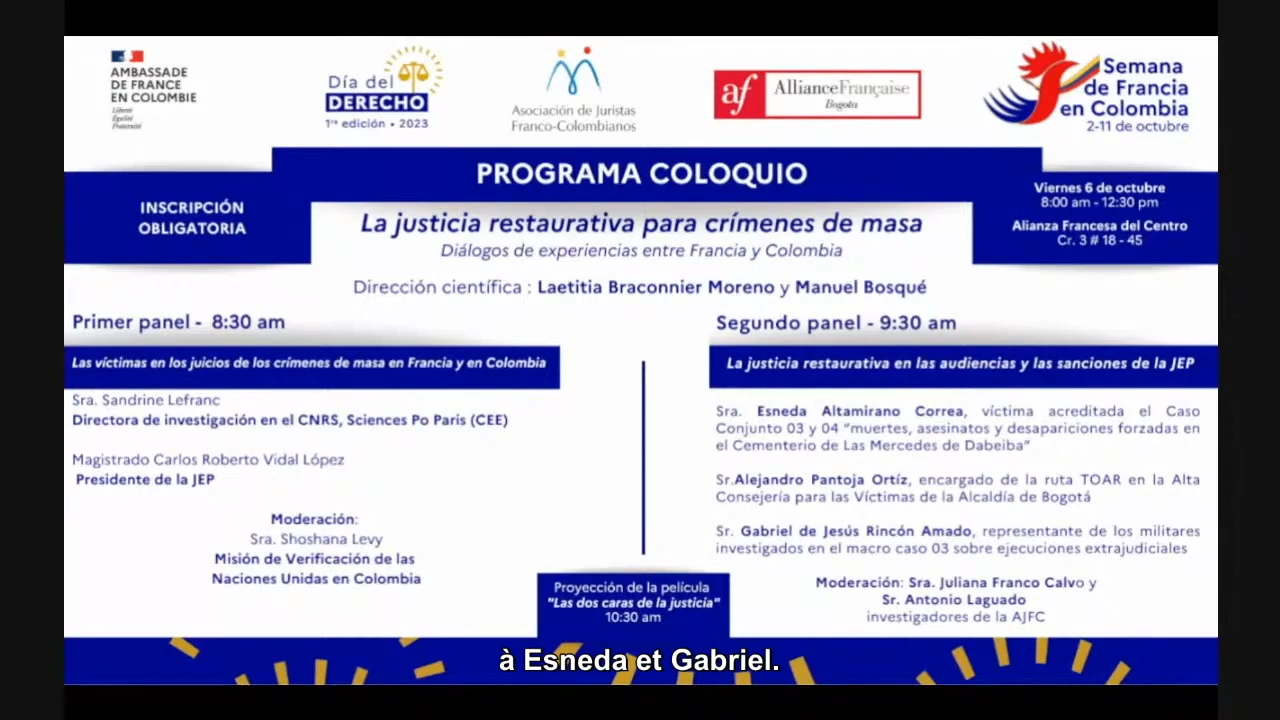 AMBASSADE
DE FRANCE
EN COLOMBIE
Liberté
Égalité
Fraternité
Día del
DERECHO
1ra edición • 2023
Asociación de Juristas
Franco-Colombianos
af
AllianceFrançaise
Bogota
Semana
de Francia
en Colombia
2-11 de octubre
PROGRAMA COLOQUIO
INSCRIPCIÓN
OBLIGATORIA
La justicia restaurativa para crímenes de masa
Diálogos de experiencias entre Francia y Colombia
Viernes 6 de octubre
8:00 am - 12:30 pm
Alianza Francesa del Centro
Cr. 3 # 18 - 45
Dirección científica : Laetitia Braconnier Moreno y Manuel Bosqué
Primer panel - 8:30 am
Las víctimas en los juicios de los crímenes de masa en Francia y en Colombia
Sra. Sandrine Lefranc
Directora de investigación en el CNRS, Sciences Po Paris (CEE)
Magistrado Carlos Roberto Vidal López
Presidente de la JEP
Moderación:
Sra. Shoshana Levy
Misión de Verificación de las
Naciones Unidas en Colombia
Segundo panel - 9:30 am
La justicia restaurativa en las audiencias y las sanciones de la JEP
Sra. Esneda Altamirano Correa, víctima acreditada el Caso
Conjunto 03 y 04 “muertes, asesinatos y desapariciones forzadas en
el Cementerio de Las Mercedes de Dabeiba”
Sr.Alejandro Pantoja Ortíz, encargado de la ruta TOAR en la Alta
Consejería para las Víctimas de la Alcaldía de Bogotá
Sr. Gabriel de Jesús Rincón Amado, representante de los militares
investigados en el macro caso 03 sobre ejecuciones extrajudiciales
Moderación: Sra. Juliana Franco Calvo y
Sr. Antonio Laguado
investigadores de la AJFC
Proyección de la película
"Las dos caras de la justicia"
10:30 am
à Esneda et Gabriel.